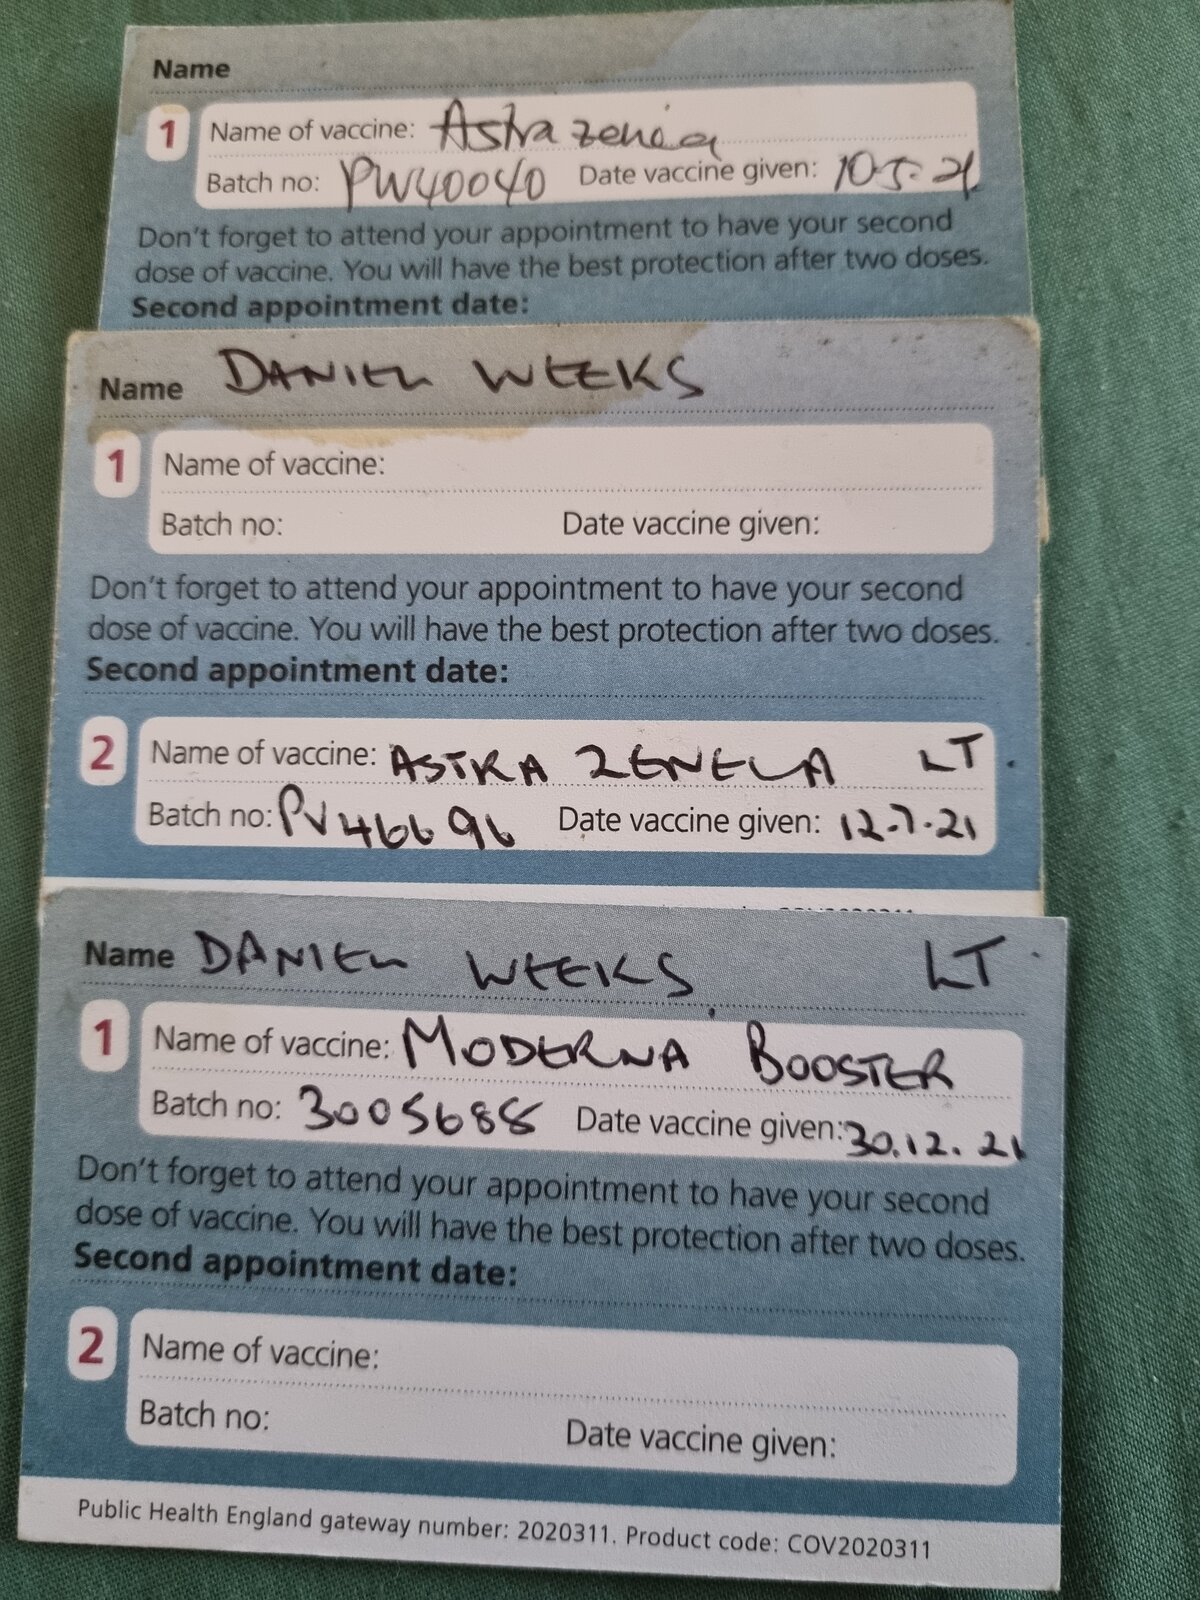 Name
1 Name of vaccine: Astrazeneca
Batch no: PW40040 Date vaccine given: 10.5.21
Don't forget to attend your appointment to have your second
dose of vaccine. You will have the best protection after two doses.
Second appointment date:
Name DANIEL WEEKS
1 Name of vaccine:
Batch no: Date vaccine given:
Don't forget to attend your appointment to have your second
dose of vaccine. You will have the best protection after two doses.
Second appointment date:
2 Name of vaccine: ASTRA ZENECA LT.
Batch no: PV46696 Date vaccine given: 12.7.21
Name DANIEL WEEKS LT
1 Name of vaccine: MODERNA BOOSTER
Batch no: 3005688 Date vaccine given: 30.12.21
Don't forget to attend your appointment to have your second
dose of vaccine. You will have the best protection after two doses.
Second appointment date:
2 Name of vaccine:
Batch no: Date vaccine given:
Public Health England gateway number: 2020311. Product code: COV2020311